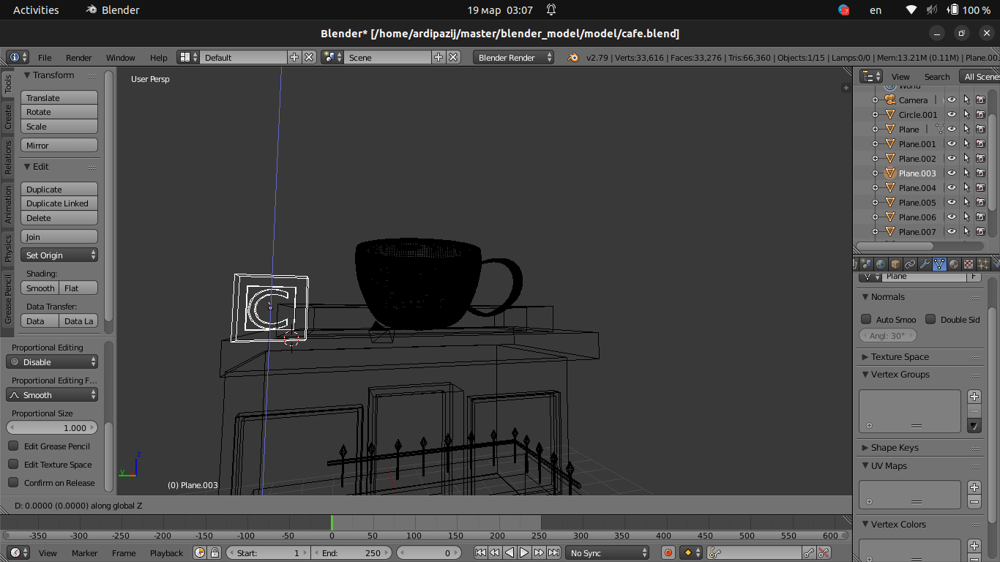 Activities Blender 19 мар 03:07 en 100 %
Blender* [/home/ardipazij/master/blender_model/model/cafe.blend]
File Render Window Help Default Scene Blender Render v2.79 | Verts:33,616 | Faces:33,276 | Tris:66,360 | Objects:1/15 | Lamps:0/0 | Mem:13.21M (0.11M) | Plane.00
Tools
Create
Relations
Animation
Physics
Grease Pencil
Transform
Translate
Rotate
Scale
Mirror
Edit
Duplicate
Duplicate Linked
Delete
Join
Set Origin
Shading:
Smooth Flat
Data Transfer:
Data Data La
Proportional Editing
Disable
Proportional Editing F...
Smooth
Proportional Size
1.000
Edit Grease Pencil
Edit Texture Space
Confirm on Release
User Persp
C
z
y
(0) Plane.003
D: 0.0000 (0.0000) along global Z
View Search All Scenes
World
Camera
Circle.001
Plane
Plane.001
Plane.002
Plane.003
Plane.004
Plane.005
Plane.006
Plane.007
Plane F
Normals
Auto Smoo Double Sid
Angl: 30°
Texture Space
Vertex Groups
Shape Keys
UV Maps
Vertex Colors
-350 -300 -250 -200 -150 -100 -50 0 50 100 150 200 250 300 350 400 450 500 550 600
View Marker Frame Playback Start: 1 End: 250 0 No Sync